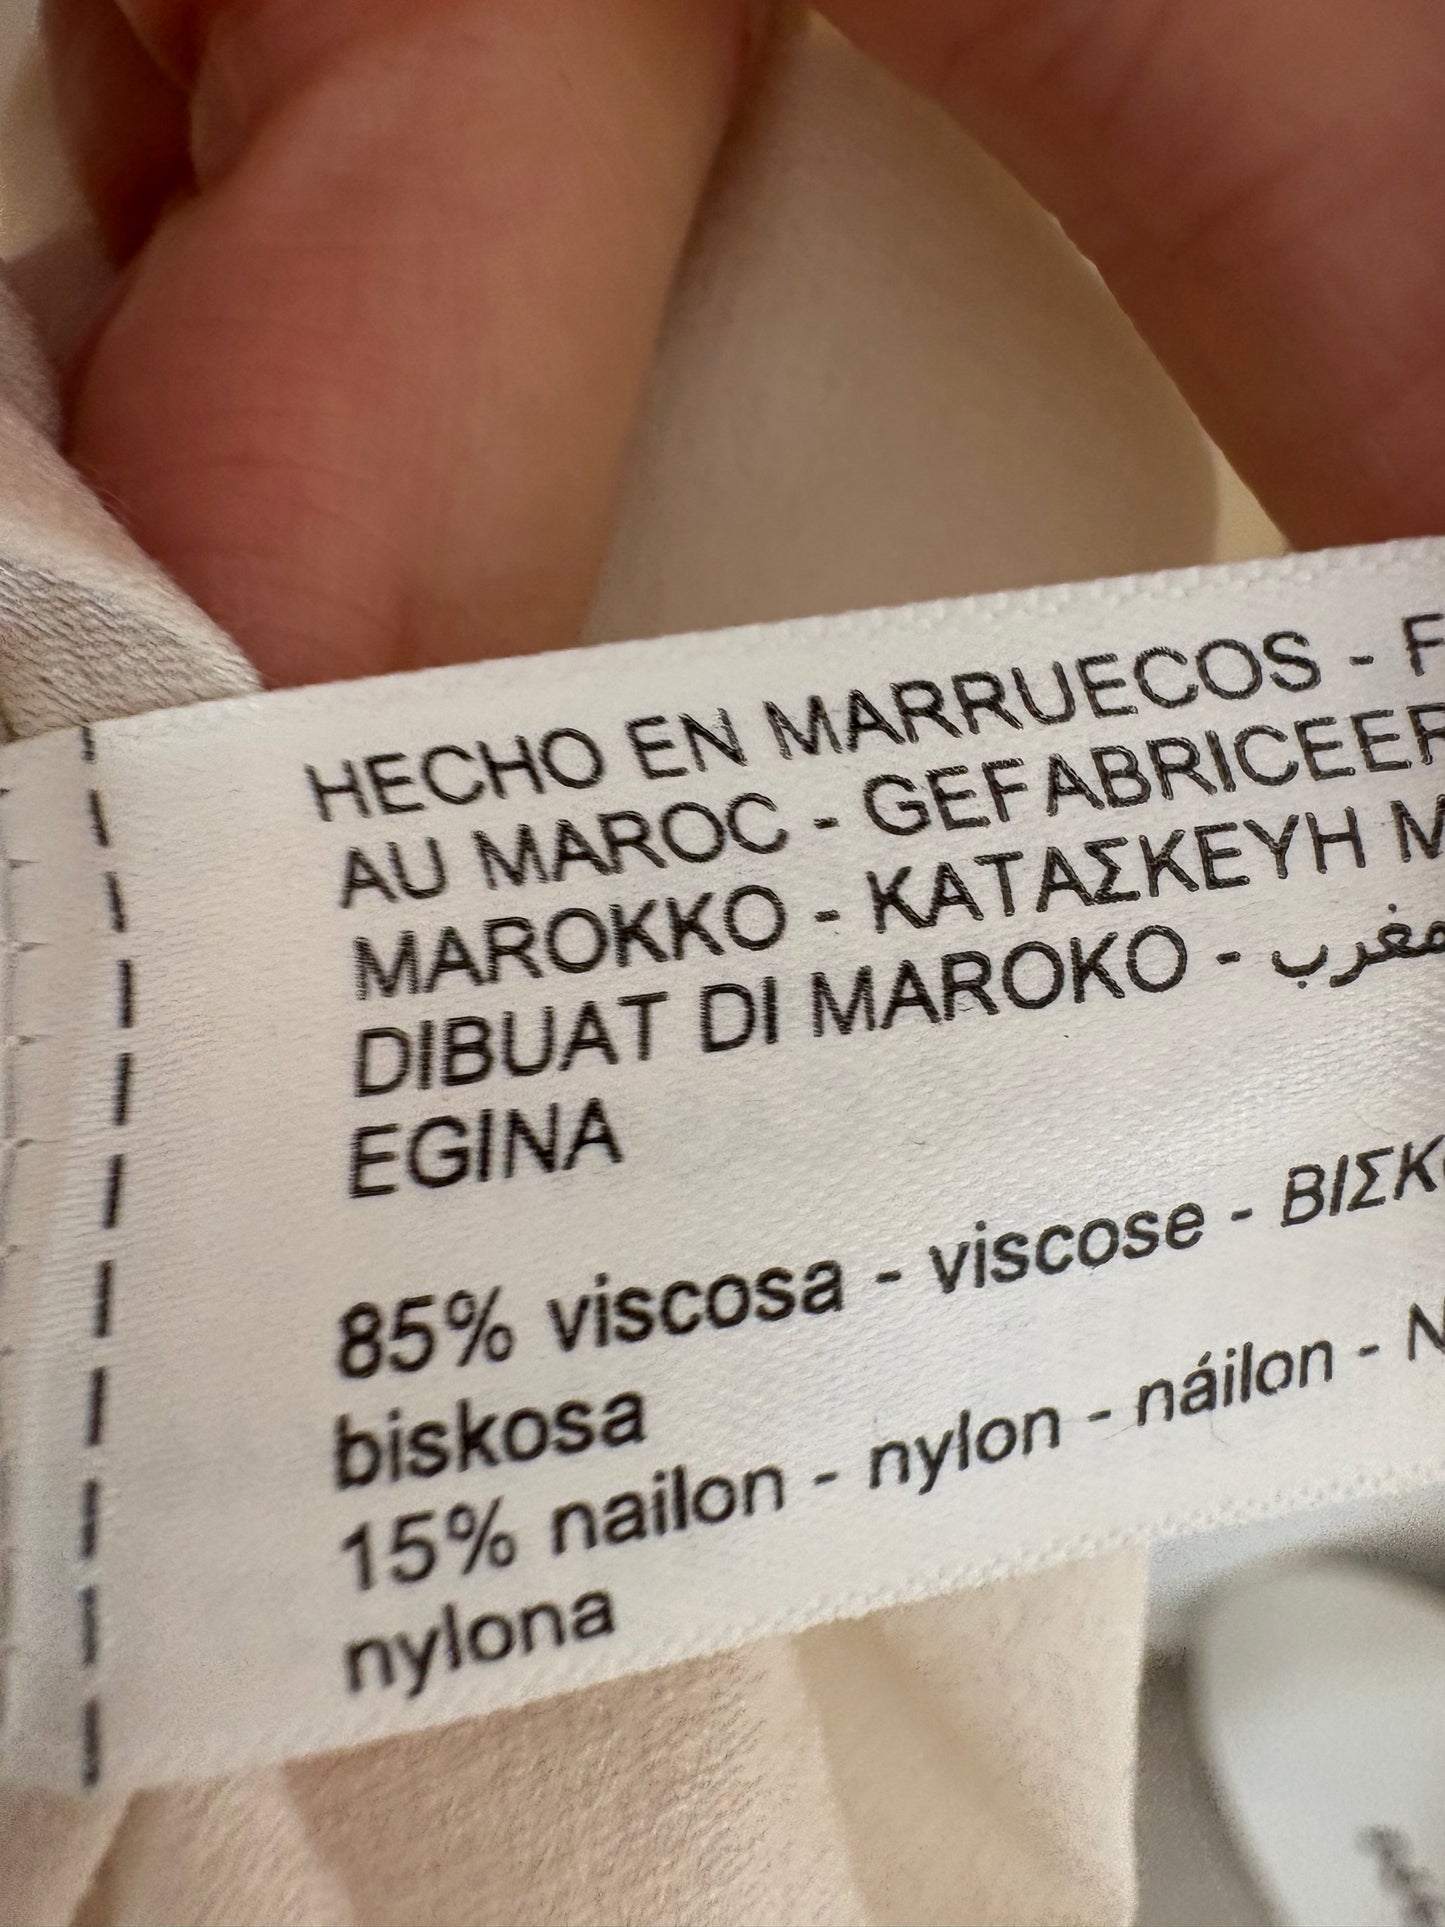 HECHO EN MARRUECOS - F
AU MAROC - GEFABRICEER
MAROKKO - ΚΑΤΑΣΚΕΥΗ Μ
DIBUAT DI MAROKO -
EGINA
85% viscosa - viscose - ΒΙΣΚ
biskosa
15% nailon - nylon - náilon - N
nylona